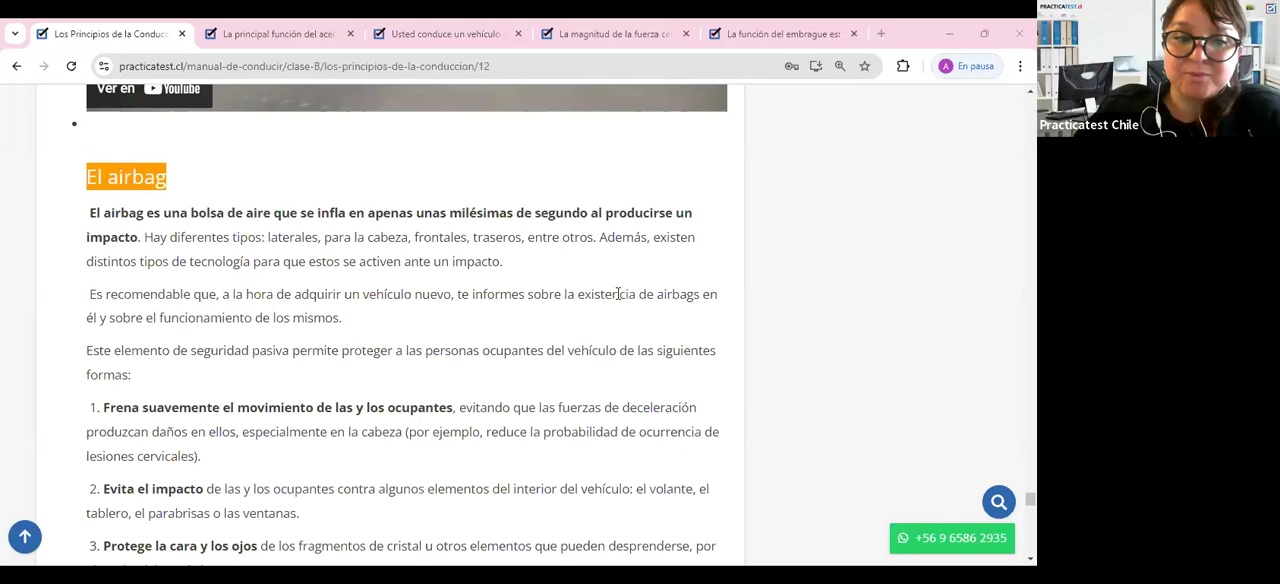 Los Principios de la Conduc
La principal función del ace
Usted conduce un vehículo
La magnitud de la fuerza ce
La función del embrague es
practicatest.cl/manual-de-conducir/clase-B/los-principios-de-la-conduccion/12
A
En pausa
PRACTICATEST.cl
Practicatest Chile
Ver en YouTube
El airbag
El airbag es una bolsa de aire que se infla en apenas unas milésimas de segundo al producirse un
impacto. Hay diferentes tipos: laterales, para la cabeza, frontales, traseros, entre otros. Además, existen
distintos tipos de tecnología para que estos se activen ante un impacto.
Es recomendable que, a la hora de adquirir un vehículo nuevo, te informes sobre la existencia de airbags en
él y sobre el funcionamiento de los mismos.
Este elemento de seguridad pasiva permite proteger a las personas ocupantes del vehículo de las siguientes
formas:
1. Frena suavemente el movimiento de las y los ocupantes, evitando que las fuerzas de deceleración
produzcan daños en ellos, especialmente en la cabeza (por ejemplo, reduce la probabilidad de ocurrencia de
lesiones cervicales).
2. Evita el impacto de las y los ocupantes contra algunos elementos del interior del vehículo: el volante, el
tablero, el parabrisas o las ventanas.
3. Protege la cara y los ojos de los fragmentos de cristal u otros elementos que pueden desprenderse, por
+56 9 6586 2935